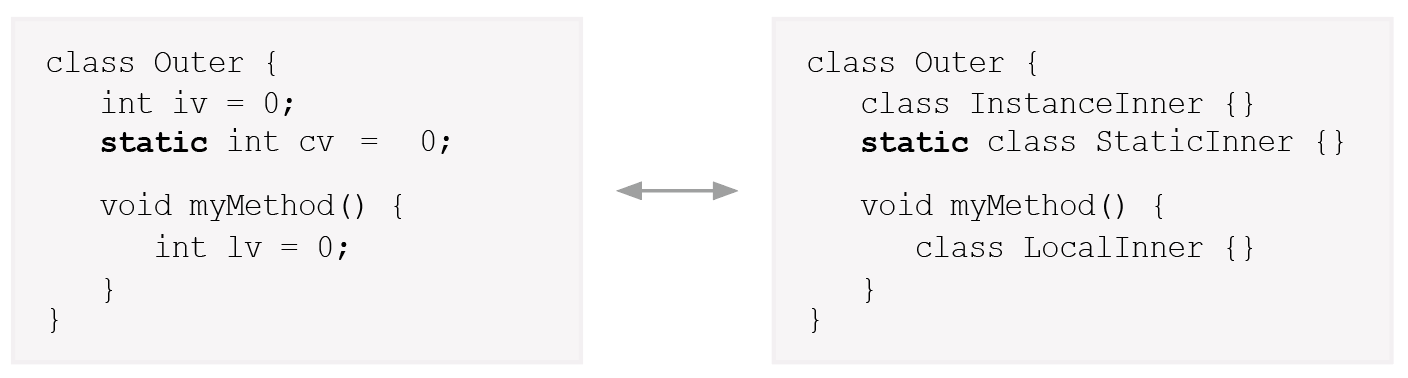 class Outer {
int iv = 0;
static int cv = 0;
void myMethod() {
int lv = 0;
}
}
class Outer {
class InstanceInner {}
static class StaticInner {}
void myMethod() {
class LocalInner {}
}
}